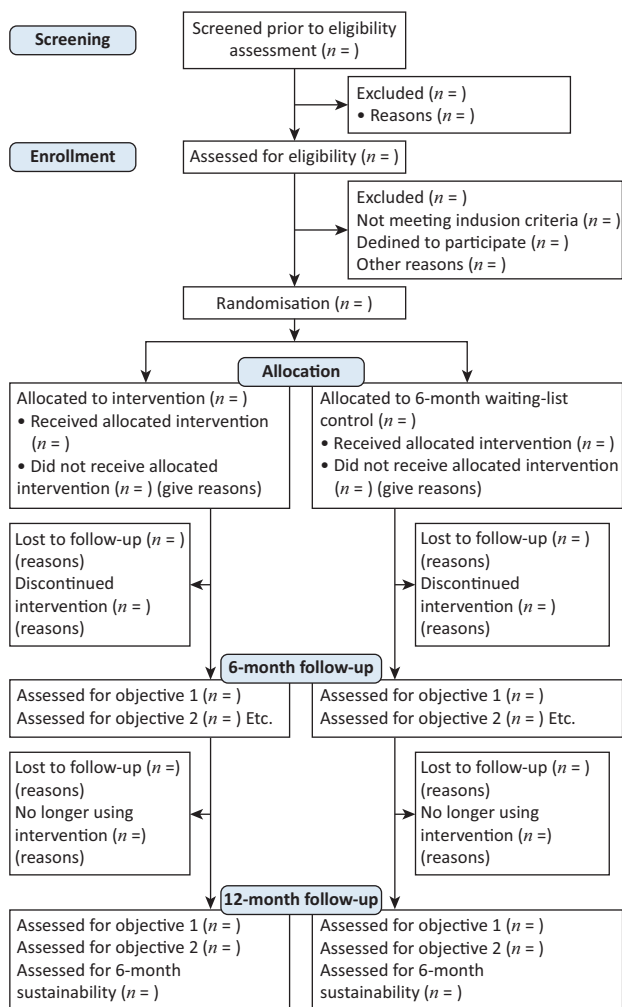 Screening
Screened prior to eligibility
assessment (n = )
Excluded (n = )
• Reasons (n = )
Enrollment
Assessed for eligibility (n = )
Excluded (n = )
Not meeting indusion criteria (n = )
Dedined to participate (n = )
Other reasons (n = )
Randomisation (n = )
Allocation
Allocated to intervention (n = )
• Received allocated intervention
(n = )
• Did not receive allocated
intervention (n = ) (give reasons)
Allocated to 6-month waiting-list
control (n = )
• Received allocated intervention (n = )
• Did not receive allocated intervention
(n = ) (give reasons)
Lost to follow-up (n = )
(reasons)
Discontinued
intervention (n = )
(reasons)
Lost to follow-up (n = )
(reasons)
Discontinued
intervention (n = )
(reasons)
6-month follow-up
Assessed for objective 1 (n = )
Assessed for objective 2 (n = ) Etc.
Assessed for objective 1 (n = )
Assessed for objective 2 (n = ) Etc.
Lost to follow-up (n =)
(reasons)
No longer using
intervention (n =)
(reasons)
Lost to follow-up (n = )
(reasons)
No longer using
intervention (n =)
(reasons)
12-month follow-up
Assessed for objective 1 (n = )
Assessed for objective 2 (n = )
Assessed for 6-month
sustainability (n = )
Assessed for objective 1 (n = )
Assessed for objective 2 (n = )
Assessed for 6-month
sustainability (n = )